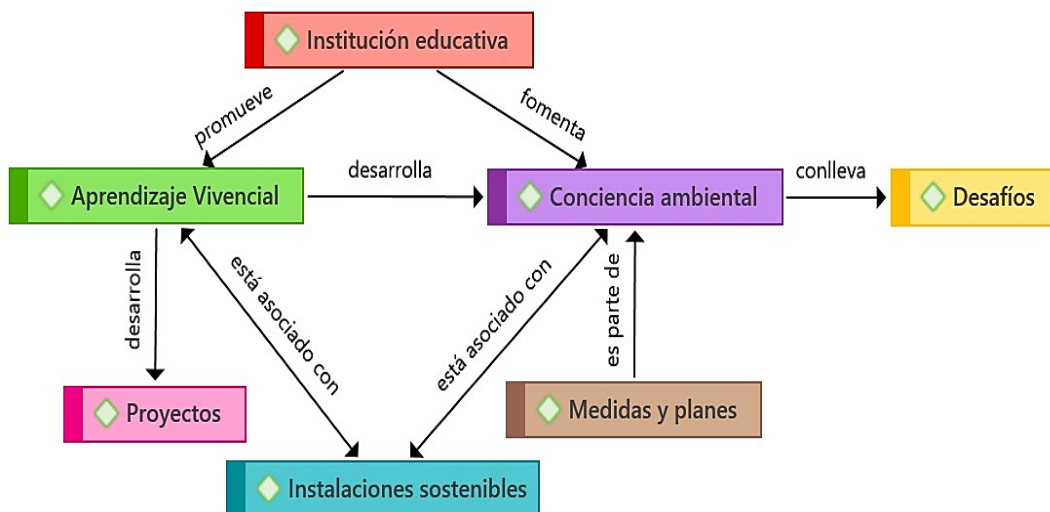 Institución educativa
promueve
fomenta
Aprendizaje Vivencial
desarrolla
Conciencia ambiental
conlleva
Desafíos
desarrolla
está asociado con
está asociado con
es parte de
Proyectos
Medidas y planes
Instalaciones sostenibles